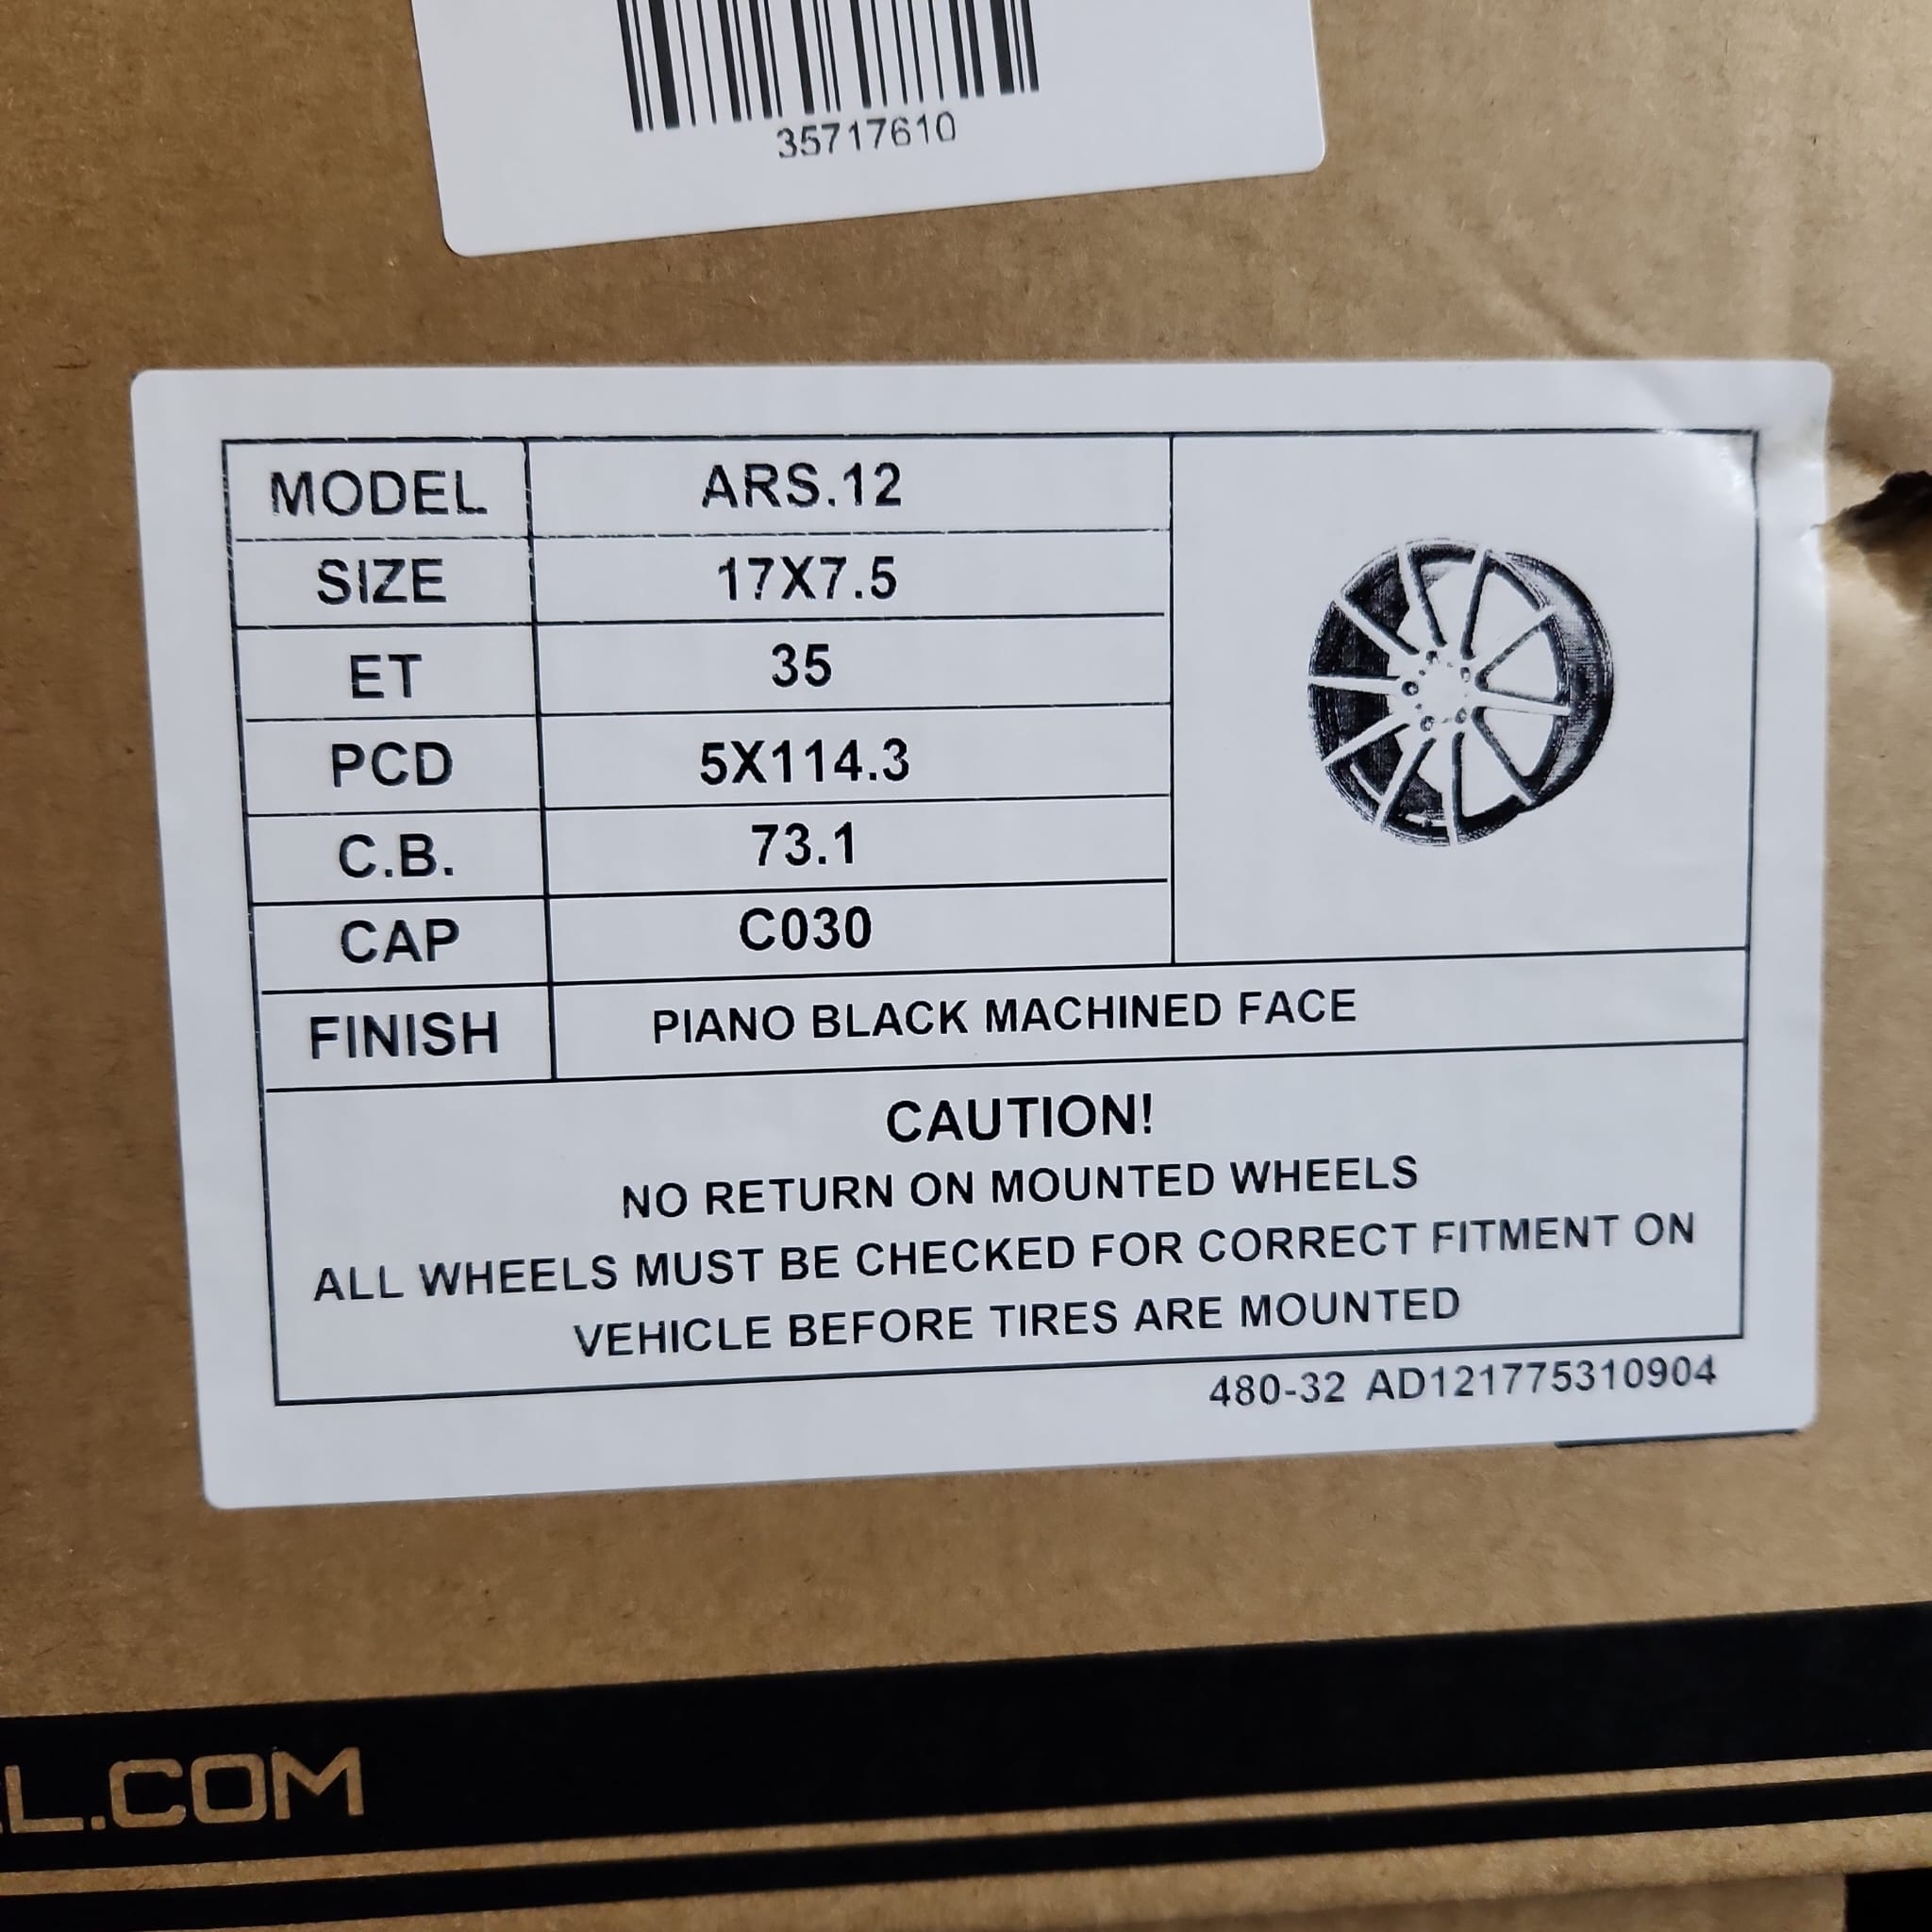 35717610
MODEL ARS.12
SIZE 17X7.5
ET 35
PCD 5X114.3
C.B. 73.1
CAP C030
FINISH PIANO BLACK MACHINED FACE
CAUTION!
NO RETURN ON MOUNTED WHEELS
ALL WHEELS MUST BE CHECKED FOR CORRECT FITMENT ON
VEHICLE BEFORE TIRES ARE MOUNTED
480-32 AD121775310904
L.COM